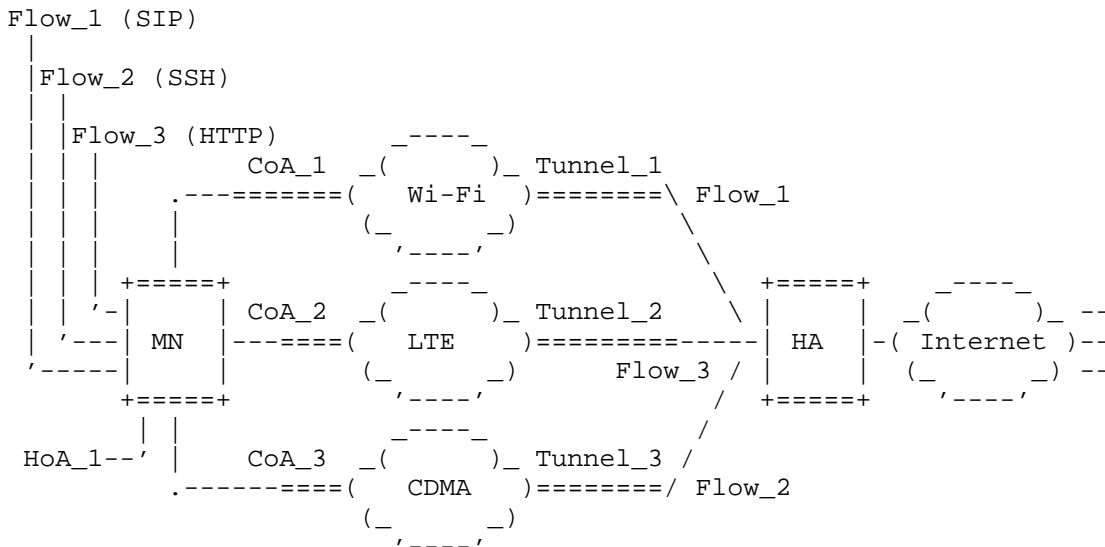 Flow_1 (SIP)
Flow_2 (SSH)
Flow_3 (HTTP)
CoA_1 Tunnel_1
Wi-Fi Flow_1
CoA_2 Tunnel_2
MN LTE HA Internet
Flow_3
HoA_1 CoA_3 Tunnel_3
CDMA Flow_2